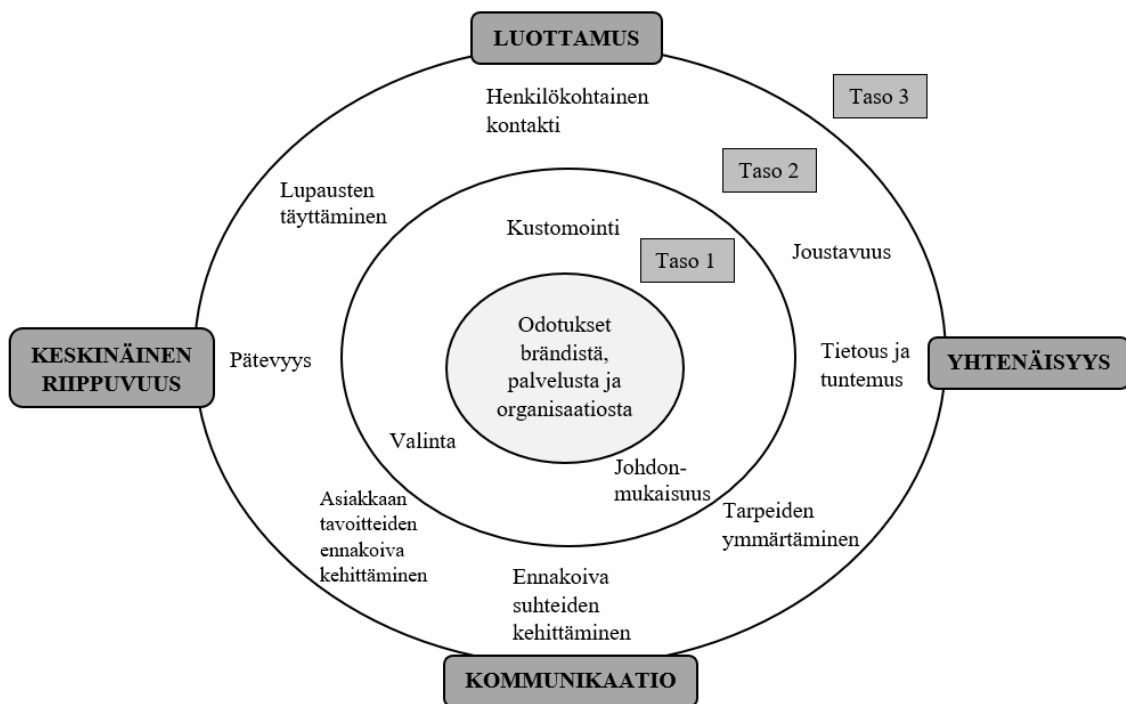 LUOTTAMUS
Henkilökohtainen
kontakti
Taso 3
Taso 2
Lupausten
täyttäminen
Kustomointi
Taso 1
Joustavuus
Odotukset
brändistä,
palvelusta ja
organisaatiosta
KESKINÄINEN
RIIPPUVUUS
Pätevyys
Tietous ja
tuntemus
YHTENÄISYYS
Valinta
Johdon-
mukaisuus
Asiakkaan
tavoitteiden
ennakoiva
kehittäminen
Tarpeiden
ymmärtäminen
Ennakoiva
suhteiden
kehittäminen
KOMMUNIKAATIO